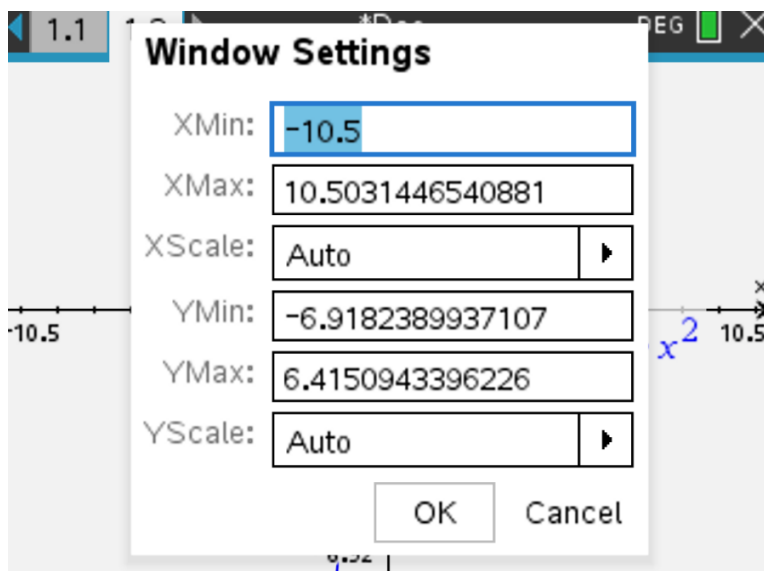 1.1
Window Settings
XMin: -10.5
XMax: 10.5031446540881
XScale: Auto
YMin: -6.9182389937107
YMax: 6.4150943396226
YScale: Auto
OK Cancel
x
-10.5
x² 10.5